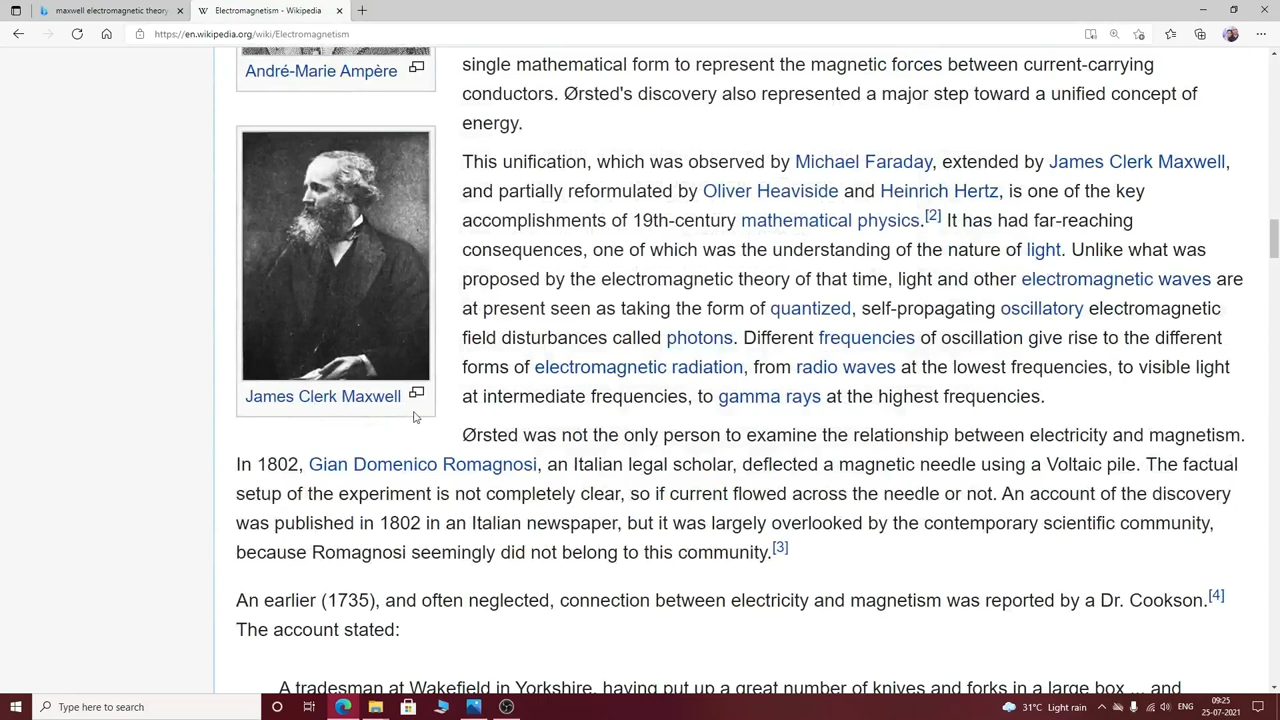 maxwell electromagnetic theory
Electromagnetism - Wikipedia
https://en.wikipedia.org/wiki/Electromagnetism
André-Marie Ampère
single mathematical form to represent the magnetic forces between current-carrying
conductors. Ørsted's discovery also represented a major step toward a unified concept of
energy.
This unification, which was observed by Michael Faraday, extended by James Clerk Maxwell,
and partially reformulated by Oliver Heaviside and Heinrich Hertz, is one of the key
accomplishments of 19th-century mathematical physics.[2] It has had far-reaching
consequences, one of which was the understanding of the nature of light. Unlike what was
proposed by the electromagnetic theory of that time, light and other electromagnetic waves are
at present seen as taking the form of quantized, self-propagating oscillatory electromagnetic
field disturbances called photons. Different frequencies of oscillation give rise to the different
forms of electromagnetic radiation, from radio waves at the lowest frequencies, to visible light
at intermediate frequencies, to gamma rays at the highest frequencies.
James Clerk Maxwell
Ørsted was not the only person to examine the relationship between electricity and magnetism.
In 1802, Gian Domenico Romagnosi, an Italian legal scholar, deflected a magnetic needle using a Voltaic pile. The factual
setup of the experiment is not completely clear, so if current flowed across the needle or not. An account of the discovery
was published in 1802 in an Italian newspaper, but it was largely overlooked by the contemporary scientific community,
because Romagnosi seemingly did not belong to this community.[3]
An earlier (1735), and often neglected, connection between electricity and magnetism was reported by a Dr. Cookson.[4]
The account stated:
A tradesman at Wakefield in Yorkshire, having put up a great number of knives and forks in a large box ... and
Type here to search
31°C Light rain
ENG
09:25
25-07-2021